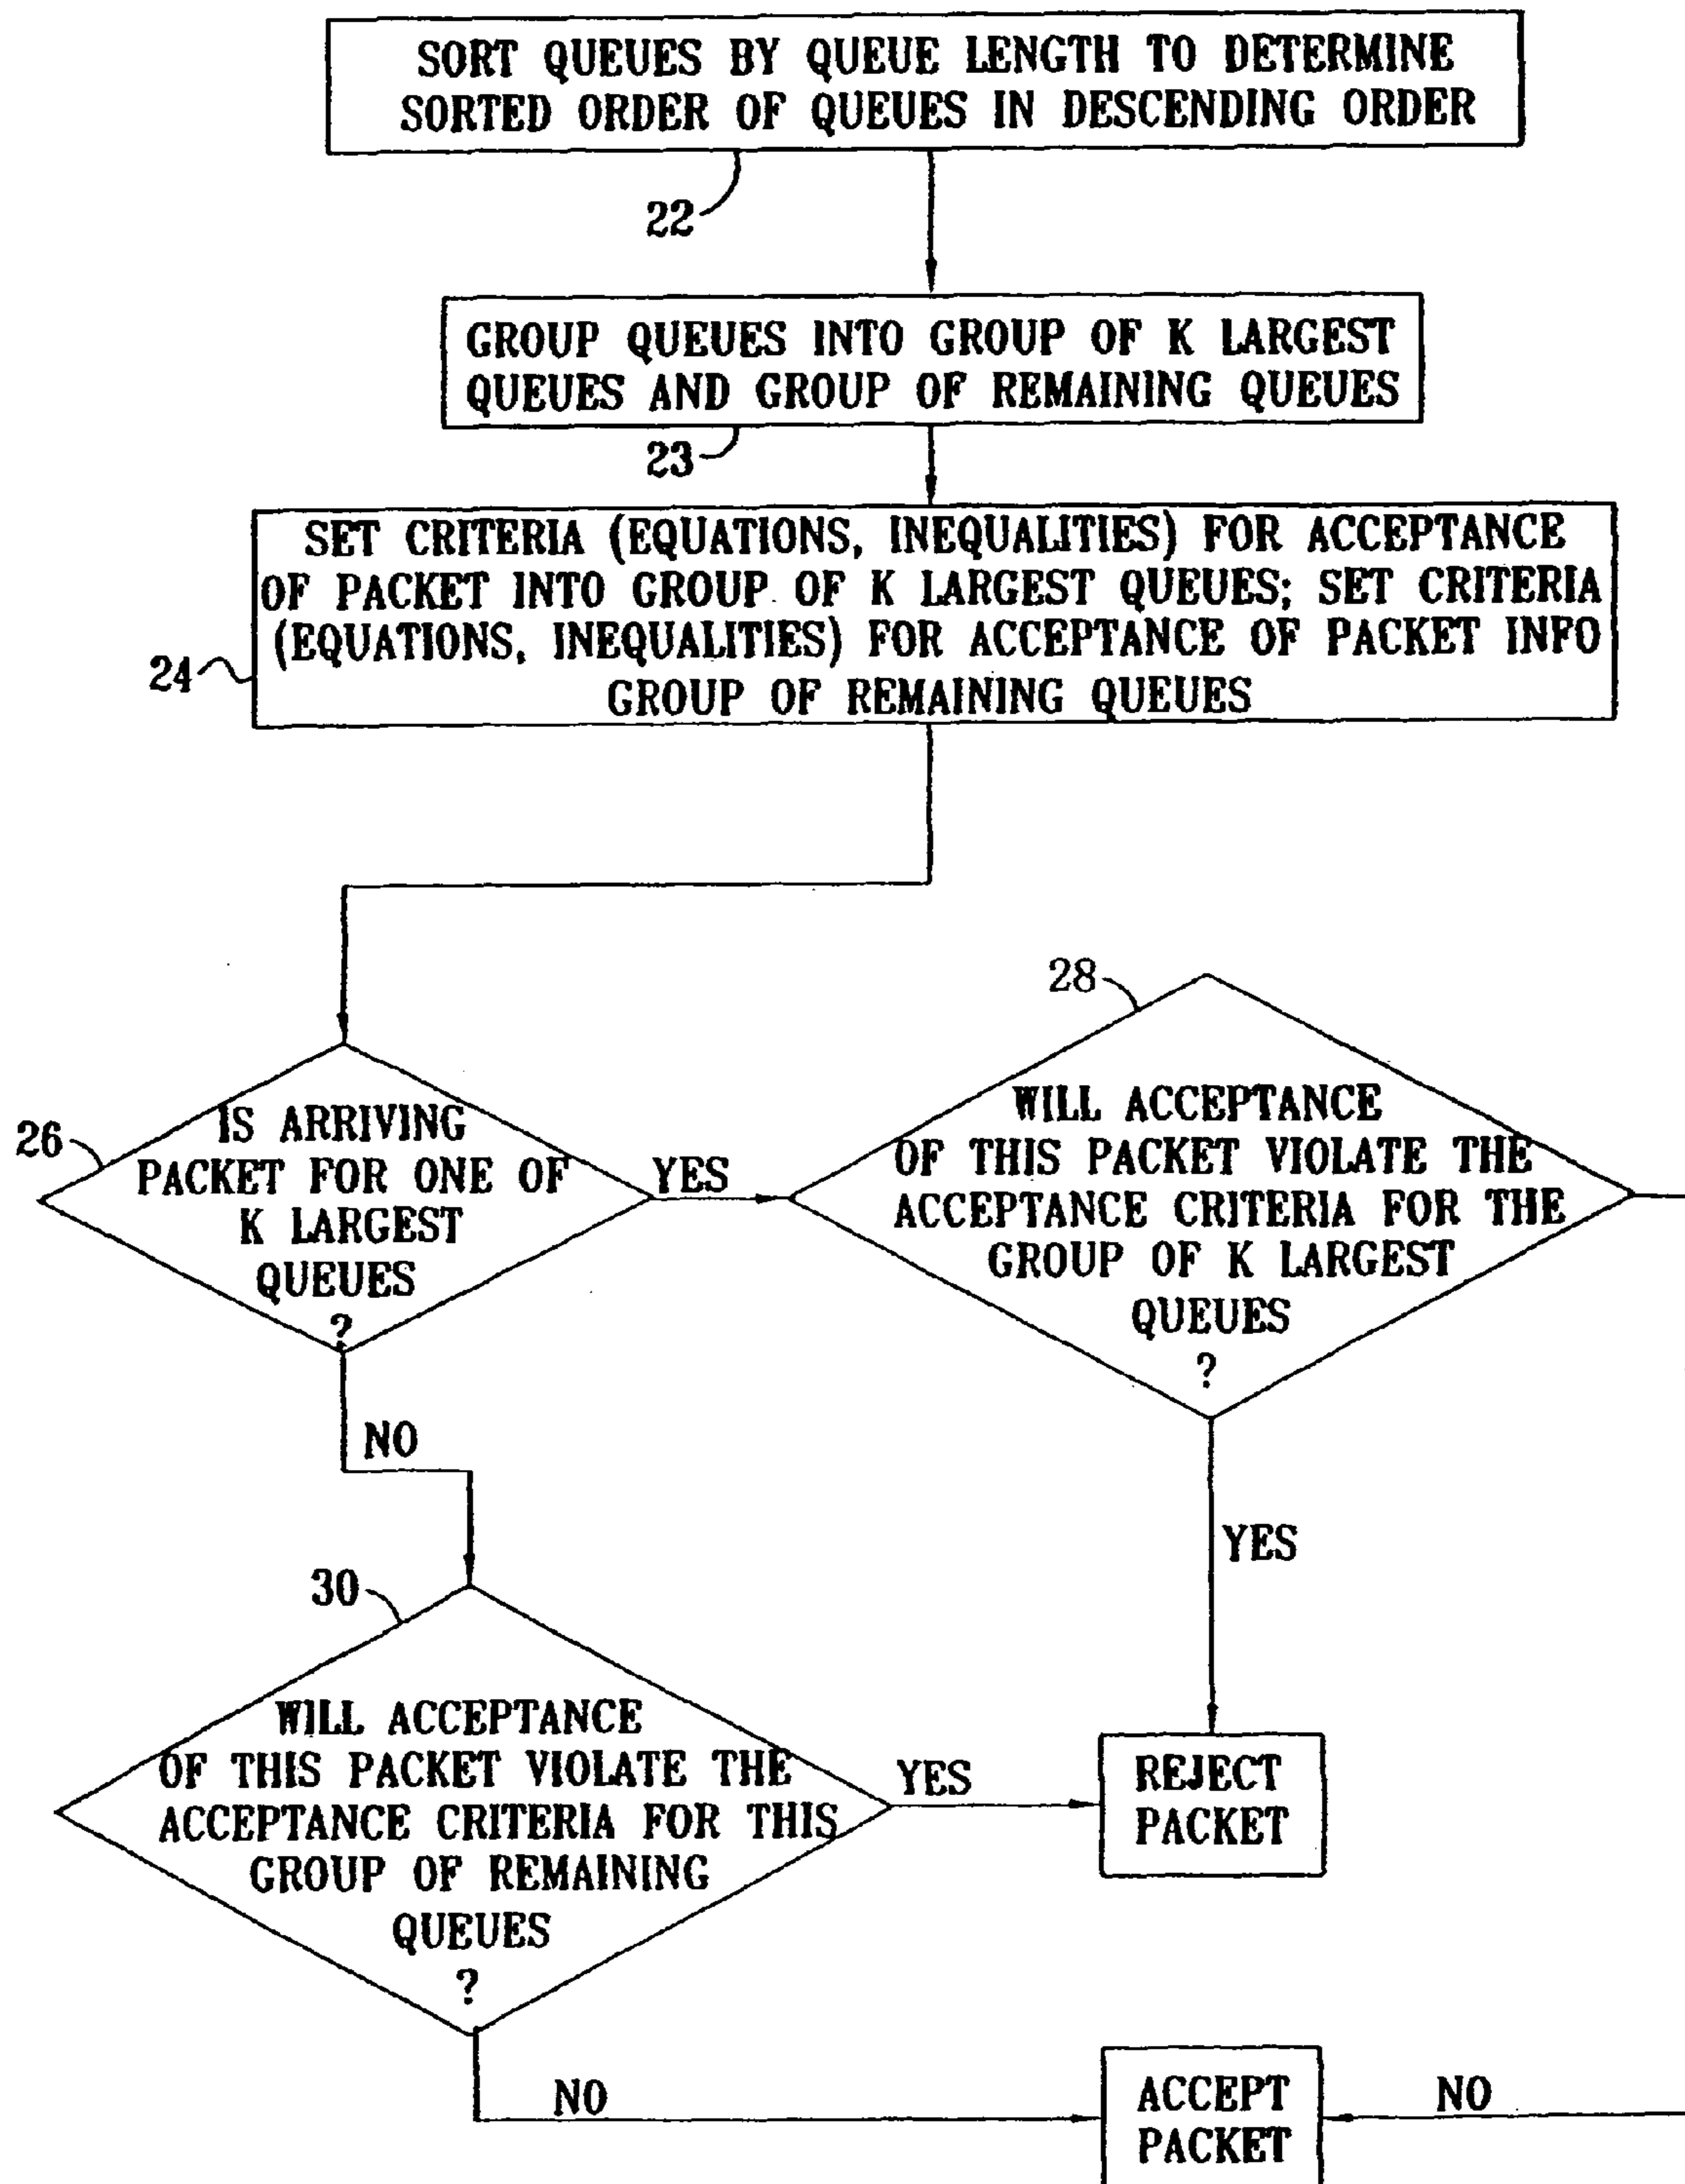 SORT QUEUES BY QUEUE LENGTH TO DETERMINE
SORTED ORDER OF QUEUES IN DESCENDING ORDER
22
GROUP QUEUES INTO GROUP OF K LARGEST
QUEUES AND GROUP OF REMAINING QUEUES
23
SET CRITERIA (EQUATIONS, INEQUALITIES) FOR ACCEPTANCE
OF PACKET INTO GROUP OF K LARGEST QUEUES; SET CRITERIA
(EQUATIONS, INEQUALITIES) FOR ACCEPTANCE OF PACKET INFO
GROUP OF REMAINING QUEUES
24
26
IS ARRIVING
PACKET FOR ONE OF
K LARGEST
QUEUES
?
YES
NO
28
WILL ACCEPTANCE
OF THIS PACKET VIOLATE THE
ACCEPTANCE CRITERIA FOR THE
GROUP OF K LARGEST
QUEUES
?
YES
30
WILL ACCEPTANCE
OF THIS PACKET VIOLATE THE
ACCEPTANCE CRITERIA FOR THIS
GROUP OF REMAINING
QUEUES
?
YES
REJECT
PACKET
NO
ACCEPT
PACKET
NO